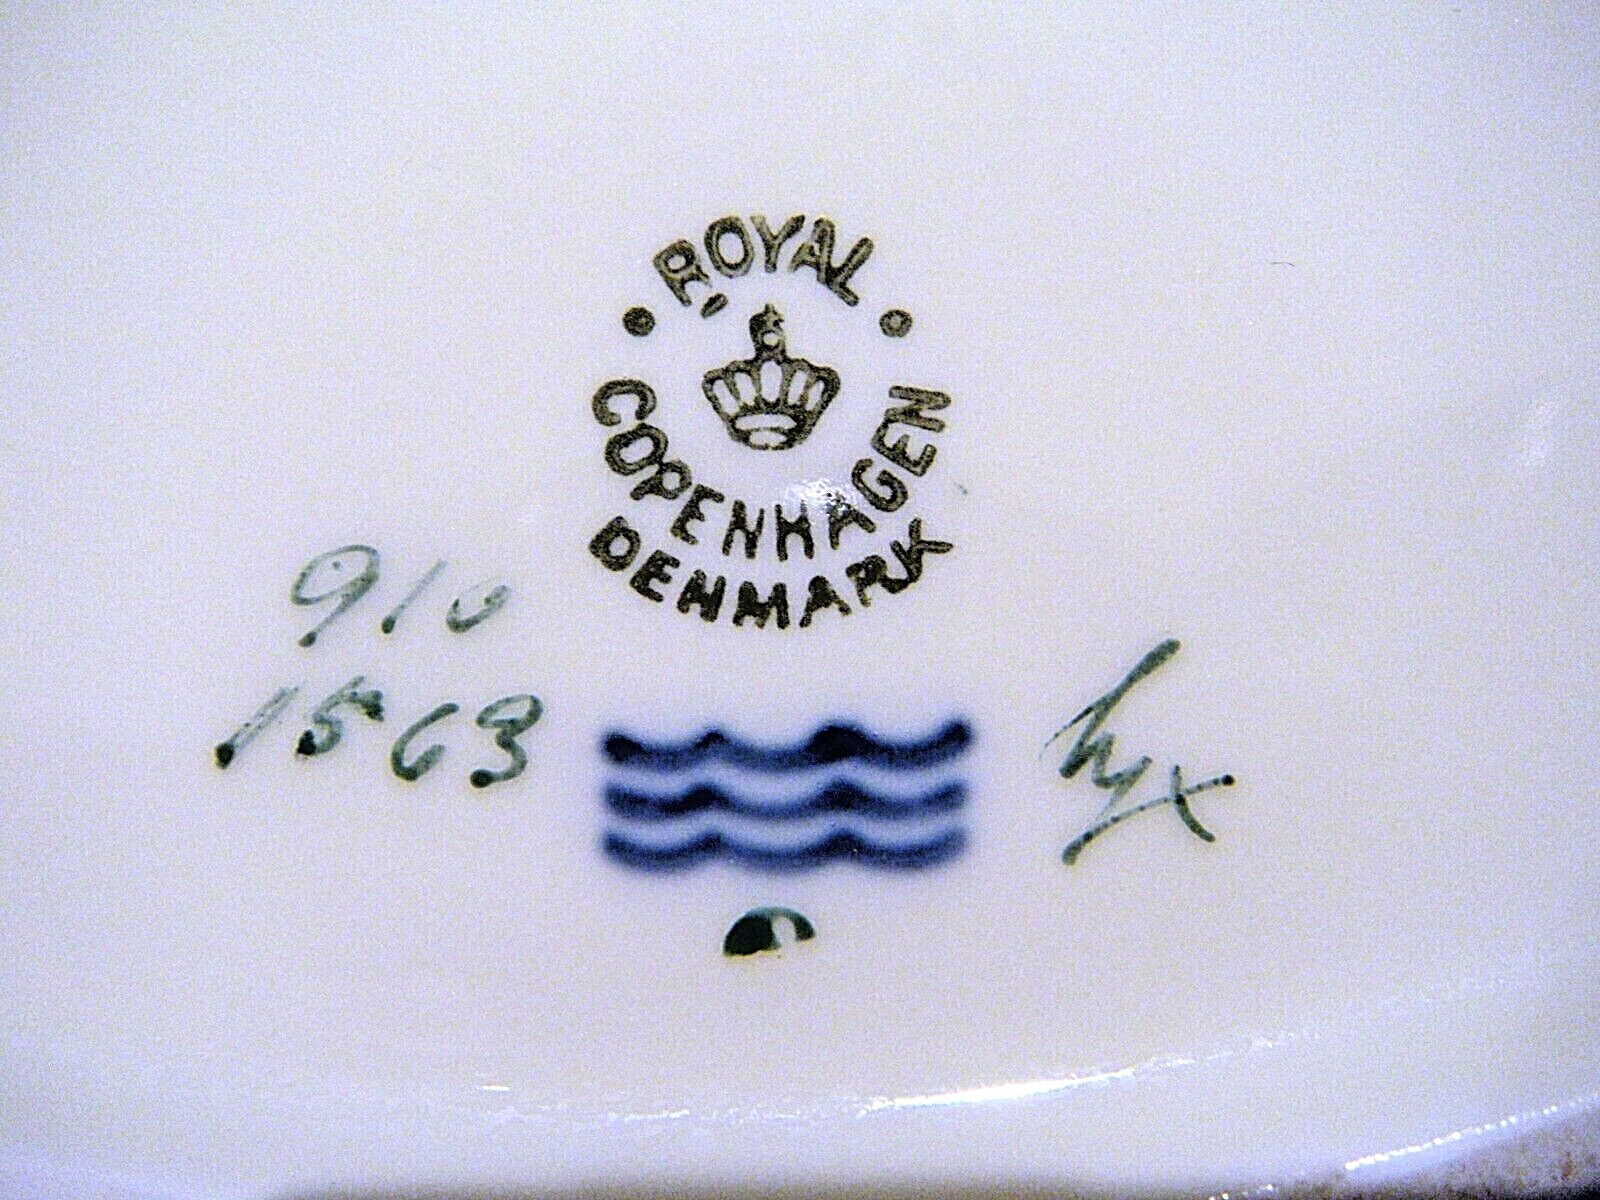 ROYAL
COPENHAGEN
DENMARK
910
1563